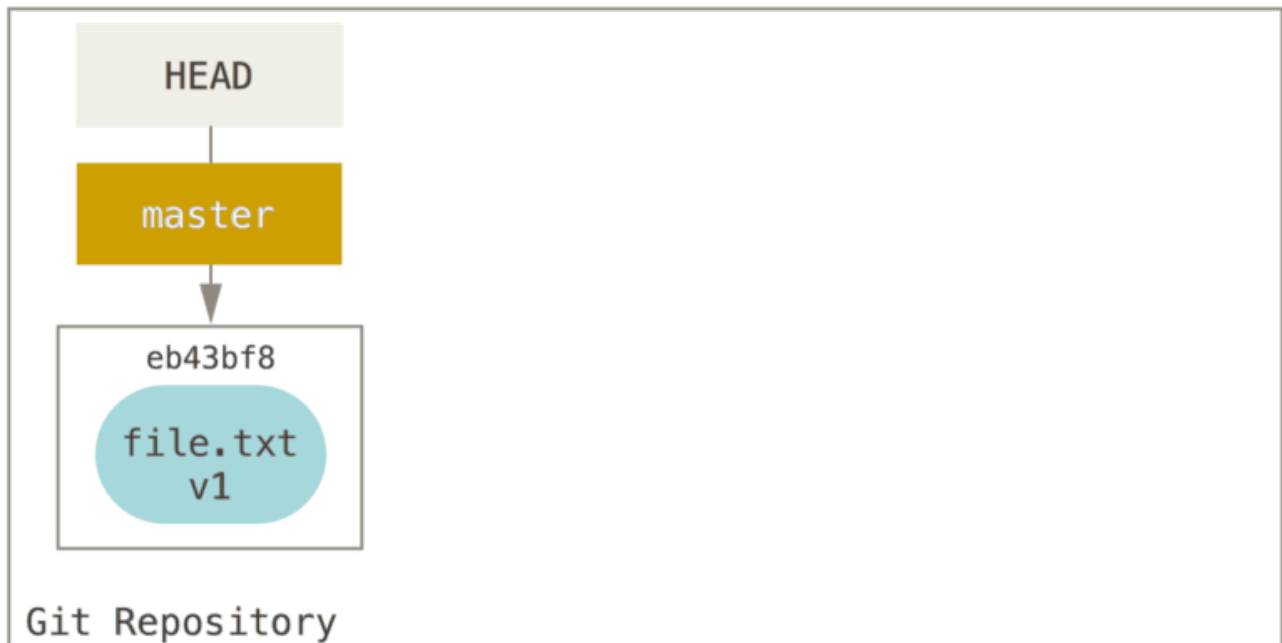 HEAD
master
eb43bf8
file.txt
v1
Git Repository